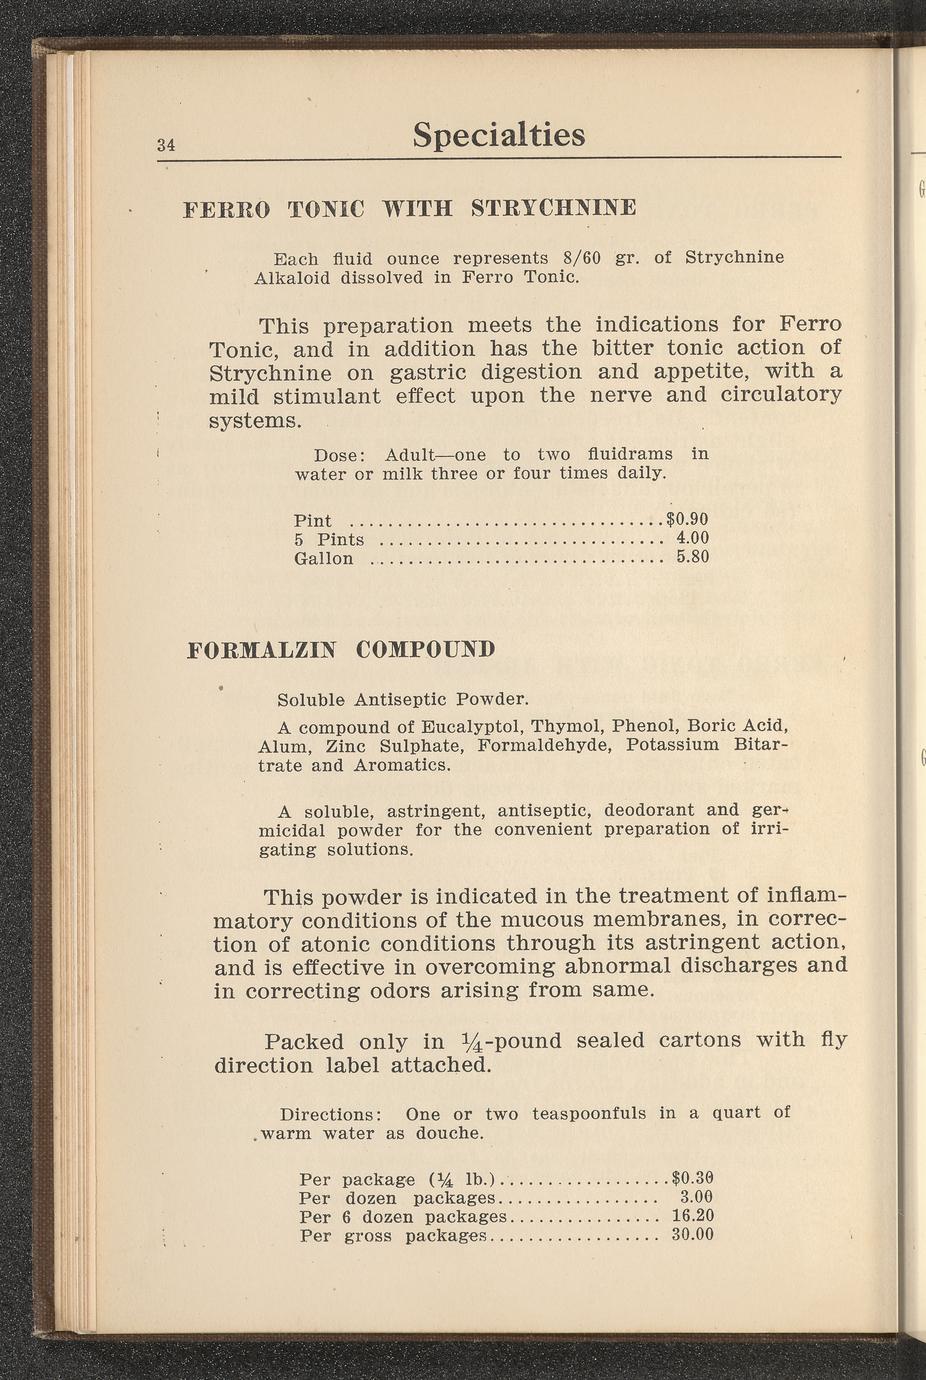 34
Specialties
FERRO TONIC WITH STRYCHNINE
Each fluid ounce represents 8/60 gr. of Strychnine
Alkaloid dissolved in Ferro Tonic.
This preparation meets the indications for Ferro
Tonic, and in addition has the bitter tonic action of
Strychnine on gastric digestion and appetite, with a
mild stimulant effect upon the nerve and circulatory
systems.
Dose: Adult—one to two fluidrams in
water or milk three or four times daily.
Pint ................................$0.90
5 Pints ............................. 4.00
Gallon .............................. 5.80
FORMALZIN COMPOUND
Soluble Antiseptic Powder.
A compound of Eucalyptol, Thymol, Phenol, Boric Acid,
Alum, Zinc Sulphate, Formaldehyde, Potassium Bitar-
trate and Aromatics.
A soluble, astringent, antiseptic, deodorant and ger-
micidal powder for the convenient preparation of irri-
gating solutions.
This powder is indicated in the treatment of inflam-
matory conditions of the mucous membranes, in correc-
tion of atonic conditions through its astringent action,
and is effective in overcoming abnormal discharges and
in correcting odors arising from same.
Packed only in ¼-pound sealed cartons with fly
direction label attached.
Directions: One or two teaspoonfuls in a quart of
warm water as douche.
Per package (¼ lb.)..................$0.30
Per dozen packages................. 3.00
Per 6 dozen packages................ 16.20
Per gross packages.................. 30.00